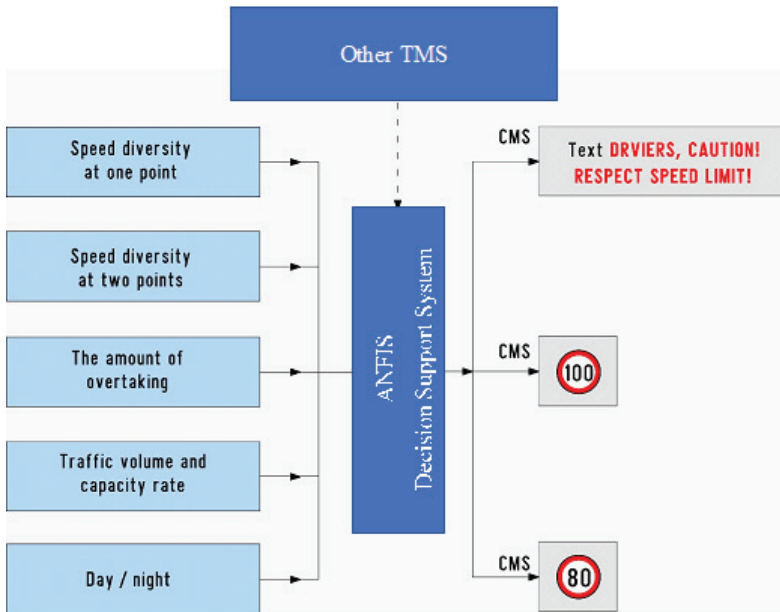 Other TMS
Speed diversity
at one point
Speed diversity
at two points
The amount of
overtaking
Traffic volume and
capacity rate
Day / night
ANFIS
Decision Support System
CMS
Text DRVIERS, CAUTION!
RESPECT SPEED LIMIT!
CMS
100
CMS
80